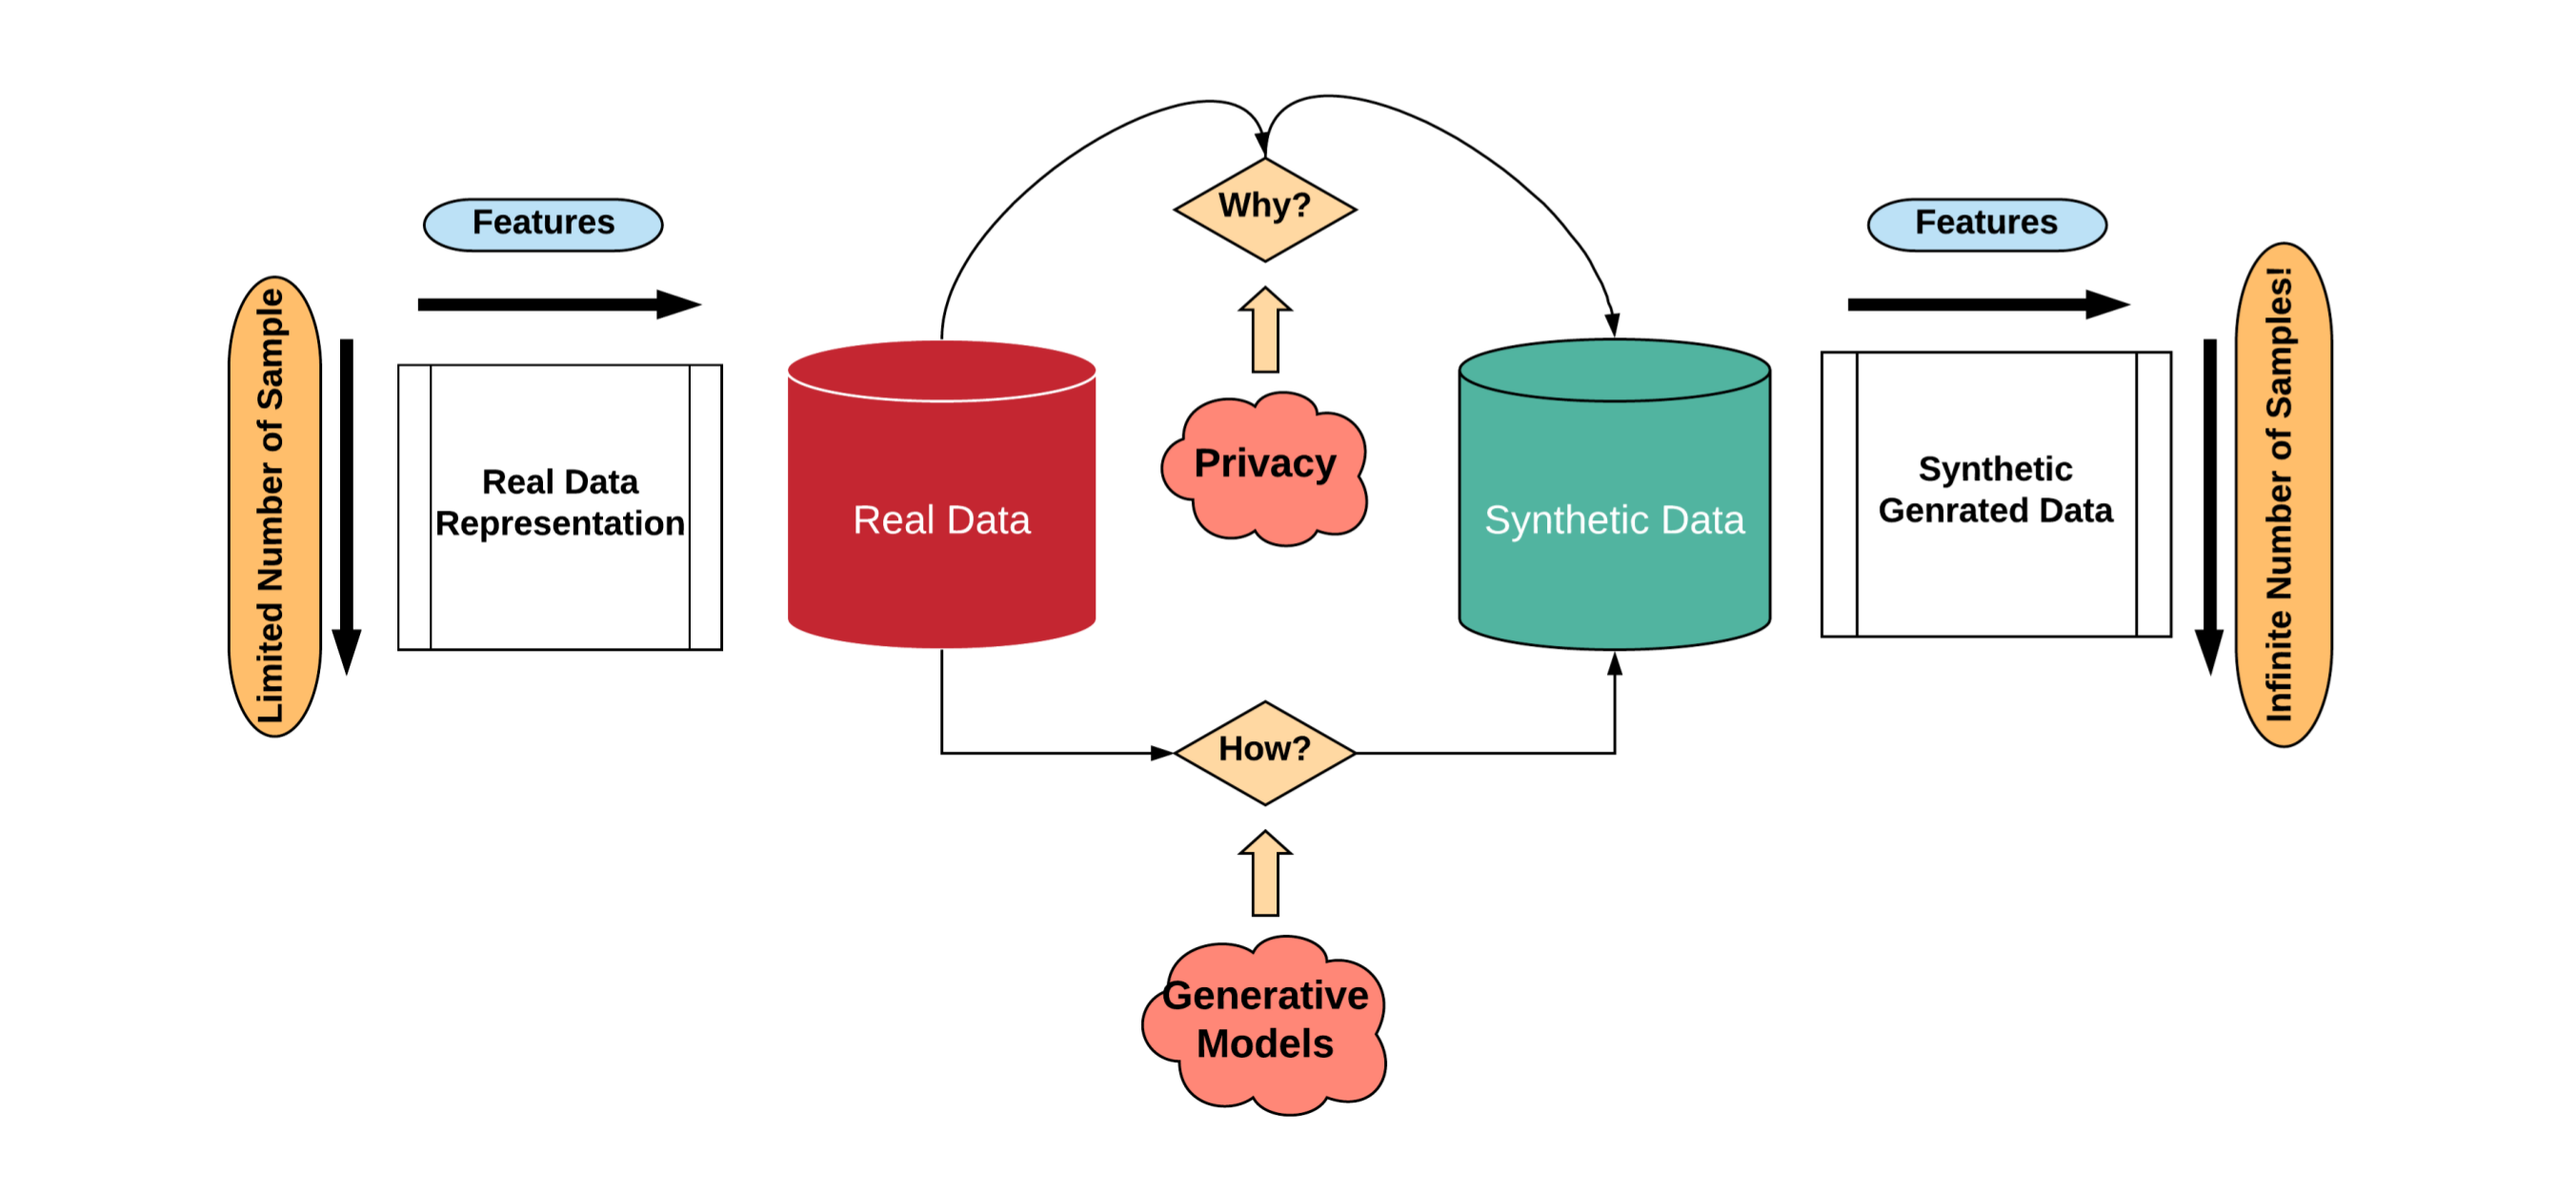 Limited Number of Sample
Features
Real Data
Representation
Real Data
Why?
Privacy
How?
Generative
Models
Synthetic Data
Features
Synthetic
Genrated Data
Infinite Number of Samples!